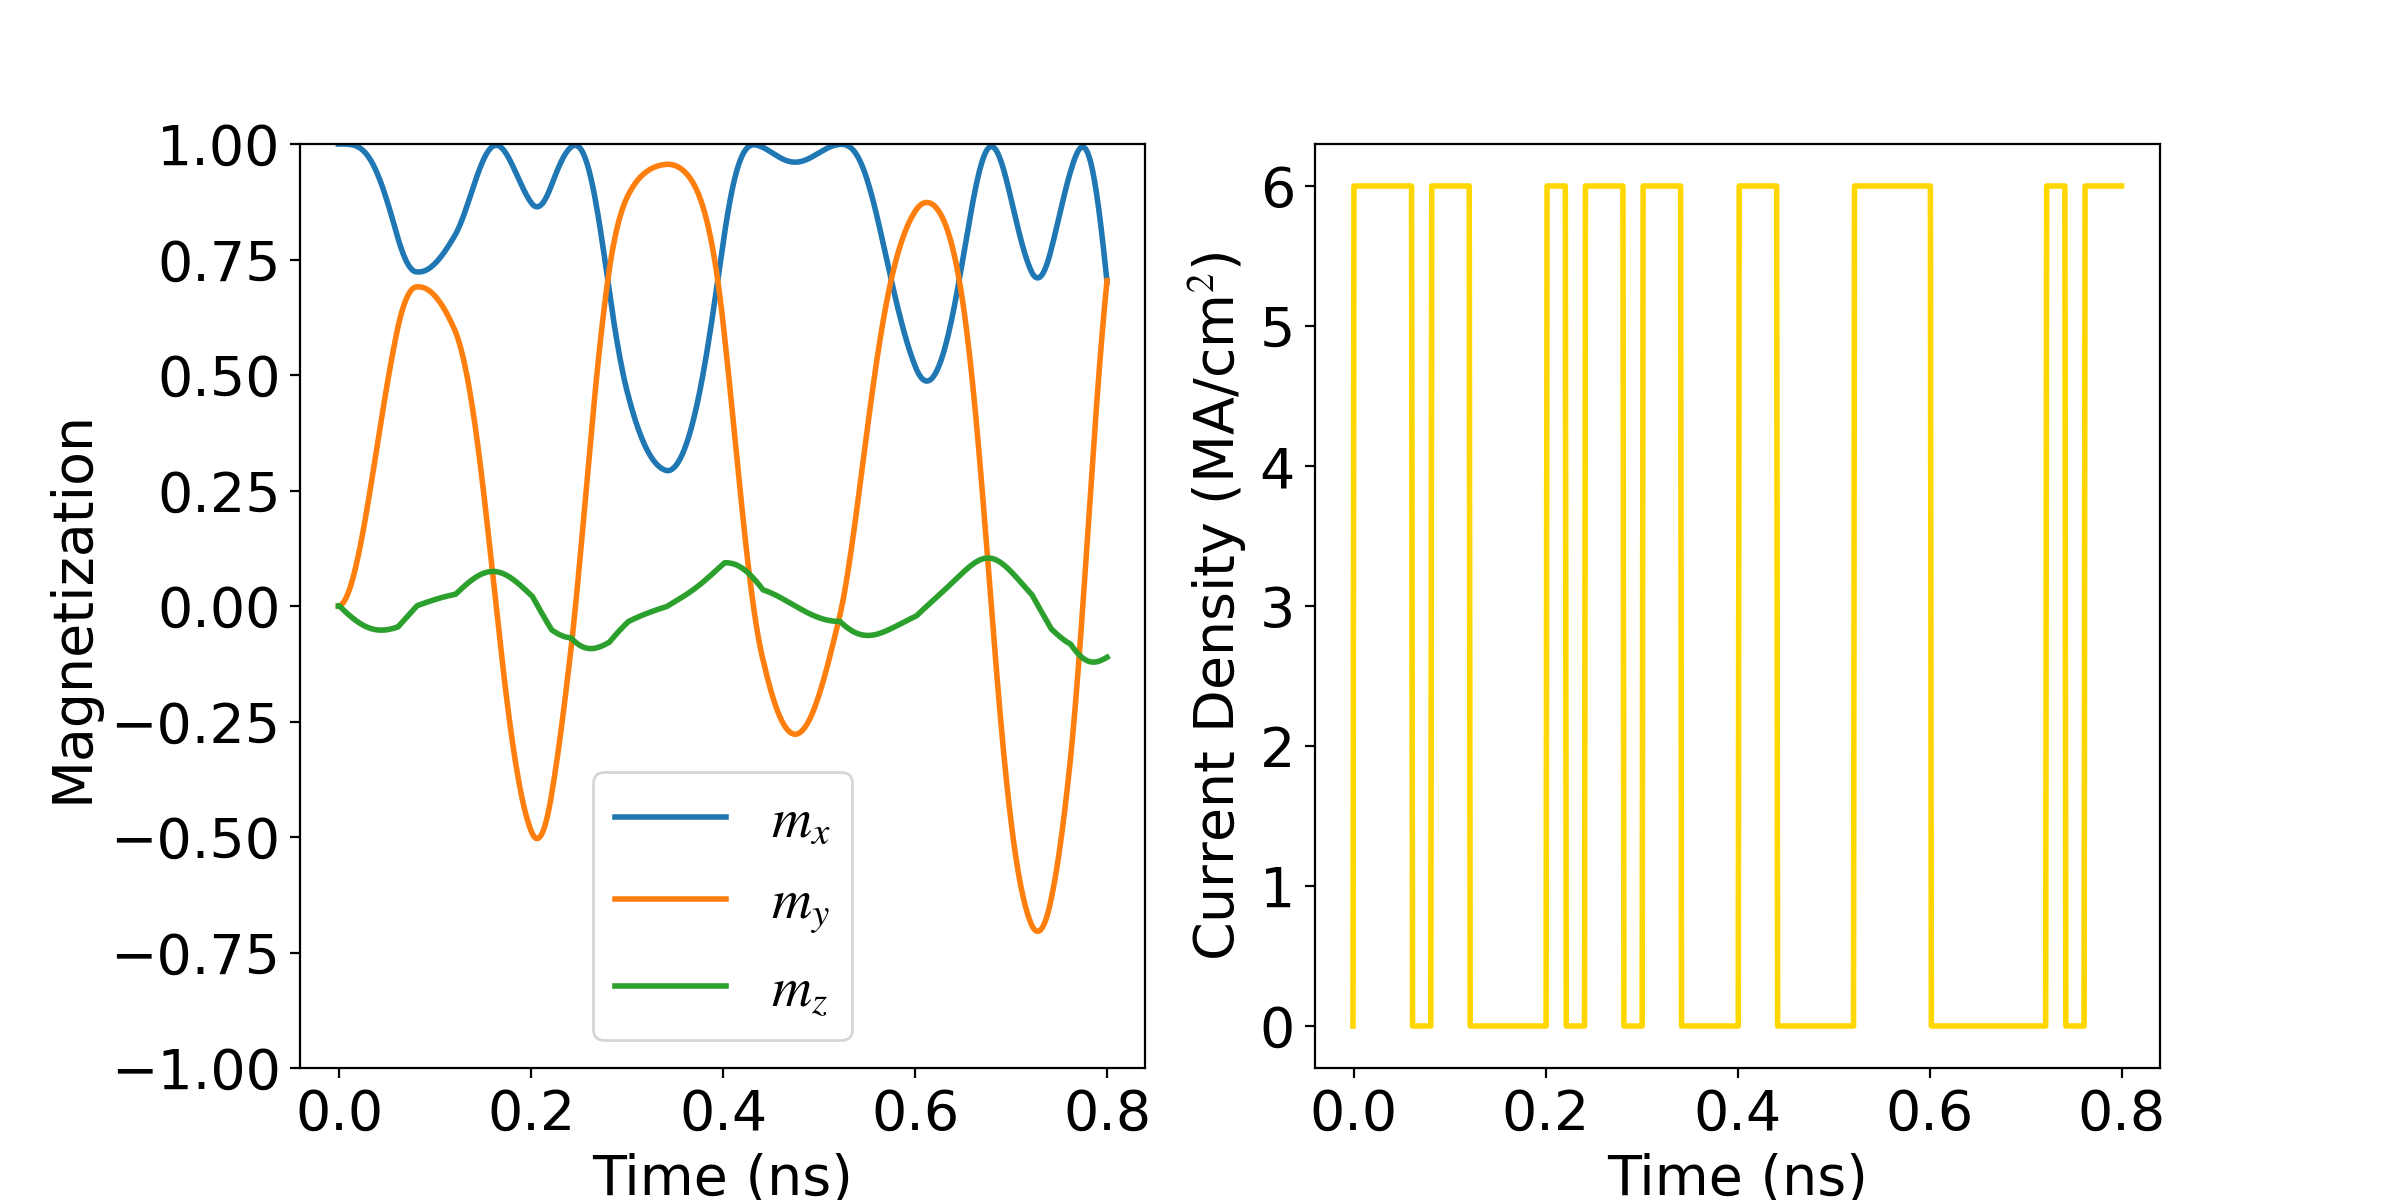 Magnetization
1.00
0.75
0.50
0.25
0.00
−0.25
−0.50
−0.75
−1.00
0.0 0.2 0.4 0.6 0.8
Time (ns)
m_x
m_y
m_z
Current Density (MA/cm²)
6
5
4
3
2
1
0
0.0 0.2 0.4 0.6 0.8
Time (ns)